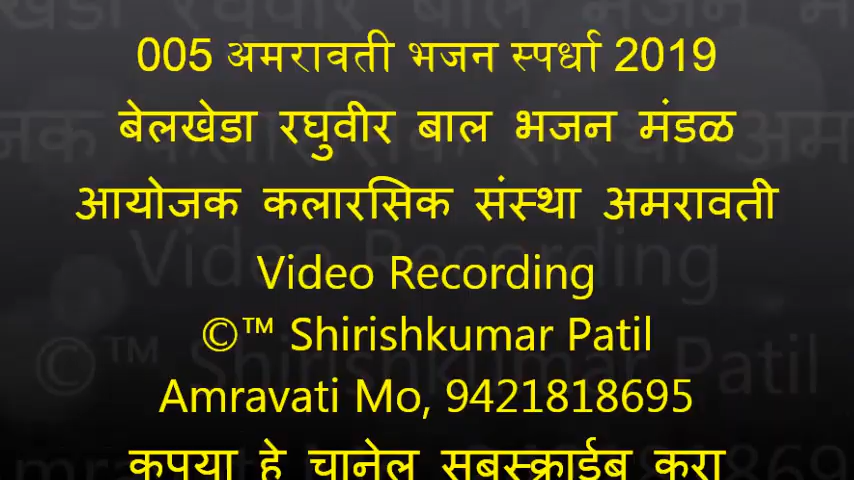 005 अमरावती भजन स्पर्धा 2019
बेलखेडा रघुवीर बाल भजन मंडळ
आयोजक कलारसिक संस्था अमरावती
Video Recording
©™ Shirishkumar Patil
Amravati Mo, 9421818695
कपया हे चानेल सबस्क्राईब करा